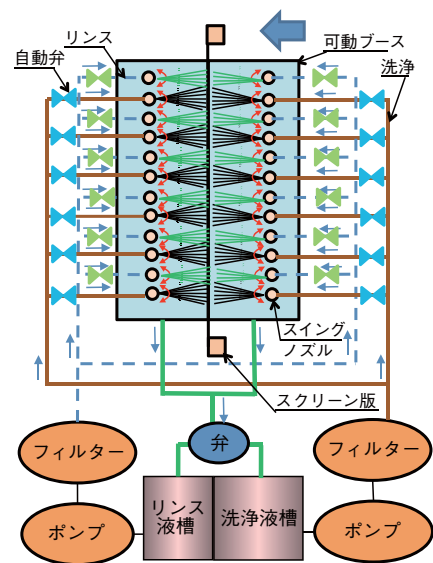 リンス
可動ブース
自動弁
洗浄
スイング
ノズル
スクリーン版
弁
フィルター
フィルター
リンス
液槽
洗浄液槽
ポンプ
ポンプ